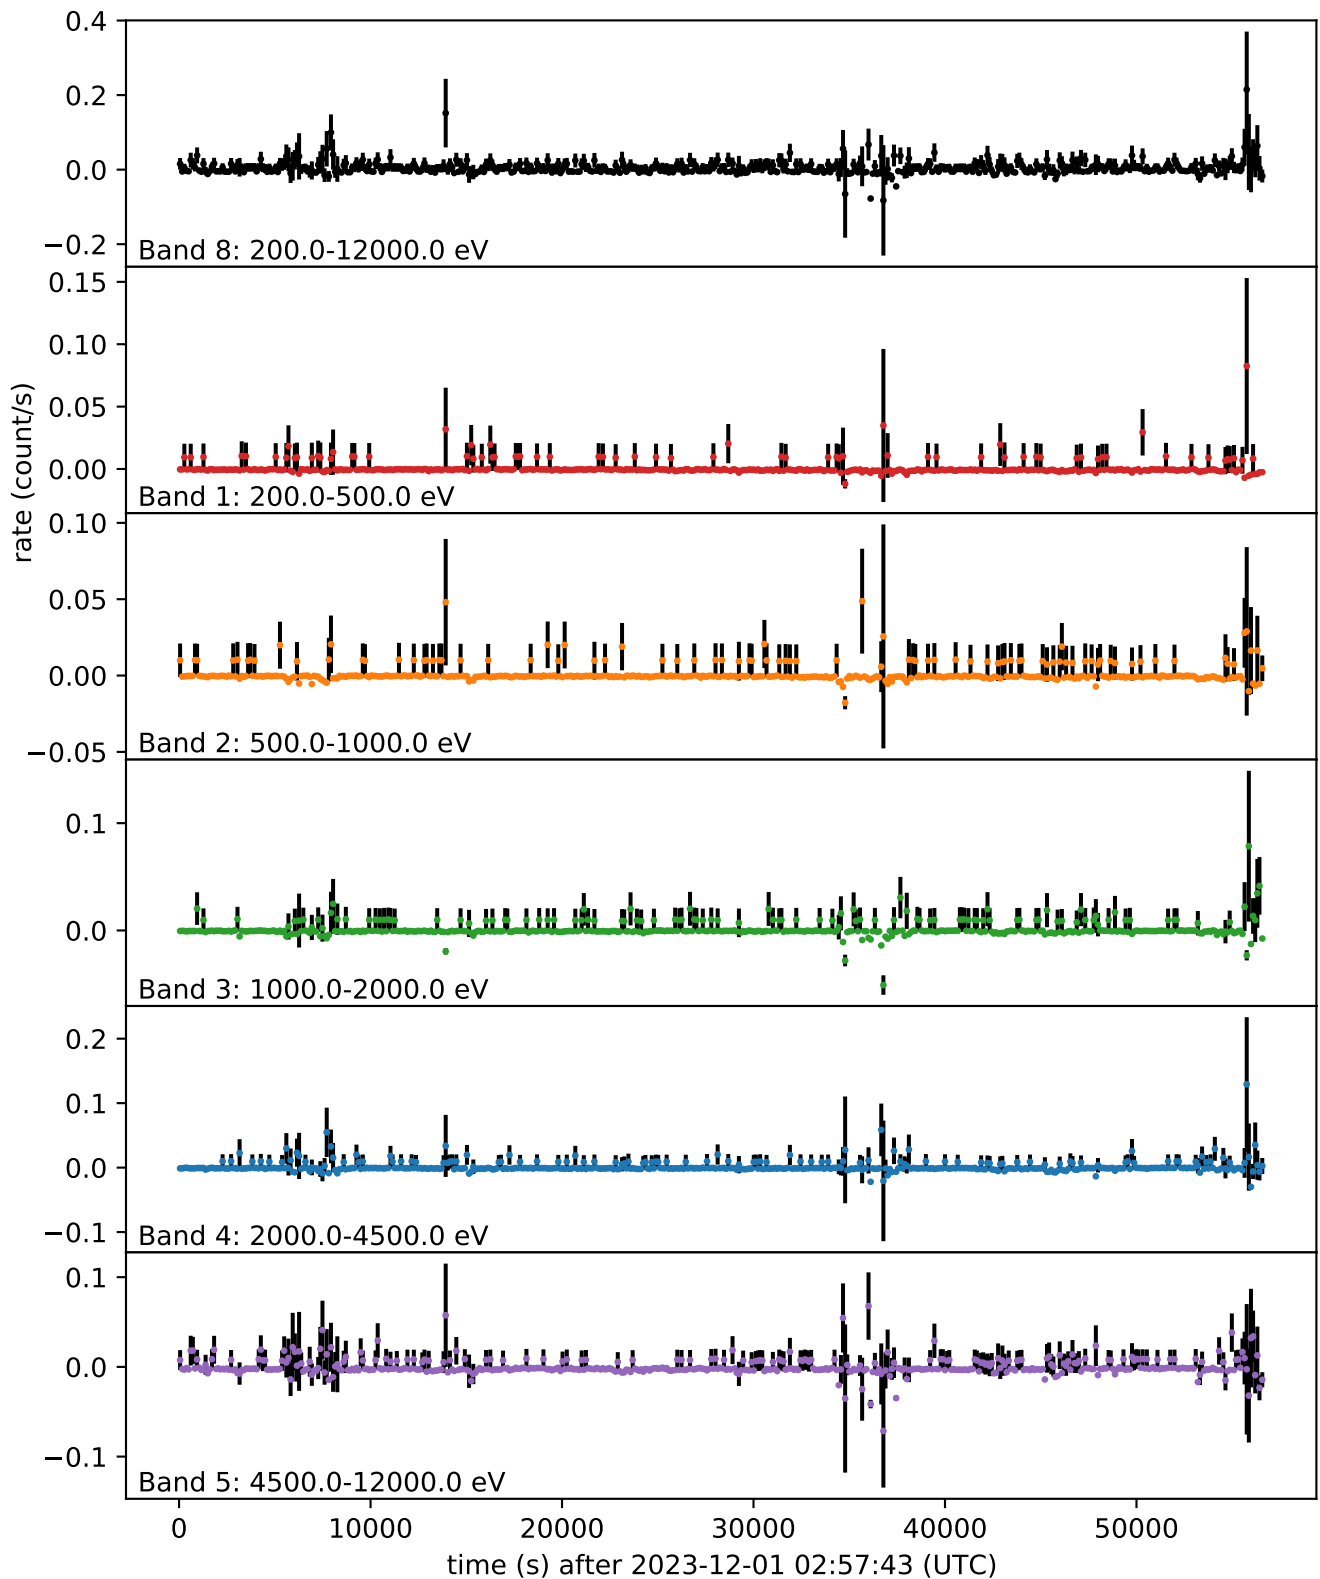 0.4
0.2
0.0
−0.2
Band 8: 200.0-12000.0 eV
0.15
0.10
0.05
0.00
Band 1: 200.0-500.0 eV
rate (count/s)
0.10
0.05
0.00
−0.05
Band 2: 500.0-1000.0 eV
0.1
0.0
Band 3: 1000.0-2000.0 eV
0.2
0.1
0.0
−0.1
Band 4: 2000.0-4500.0 eV
0.1
0.0
−0.1
Band 5: 4500.0-12000.0 eV
0 10000 20000 30000 40000 50000
time (s) after 2023-12-01 02:57:43 (UTC)